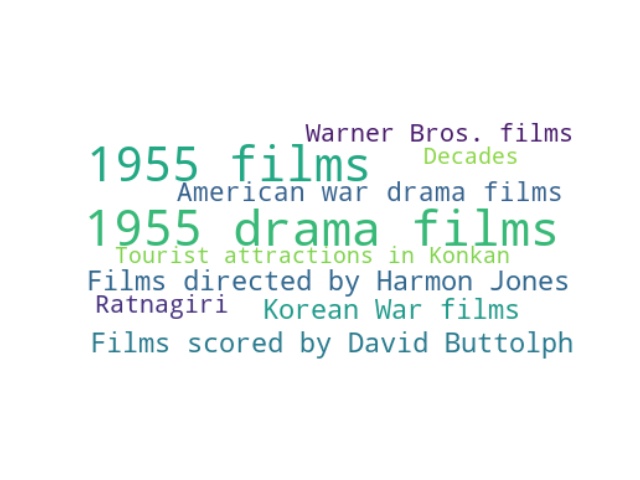 Warner Bros. films
1955 films
Decades
American war drama films
1955 drama films
Tourist attractions in Konkan
Films directed by Harmon Jones
Ratnagiri
Korean War films
Films scored by David Buttolph